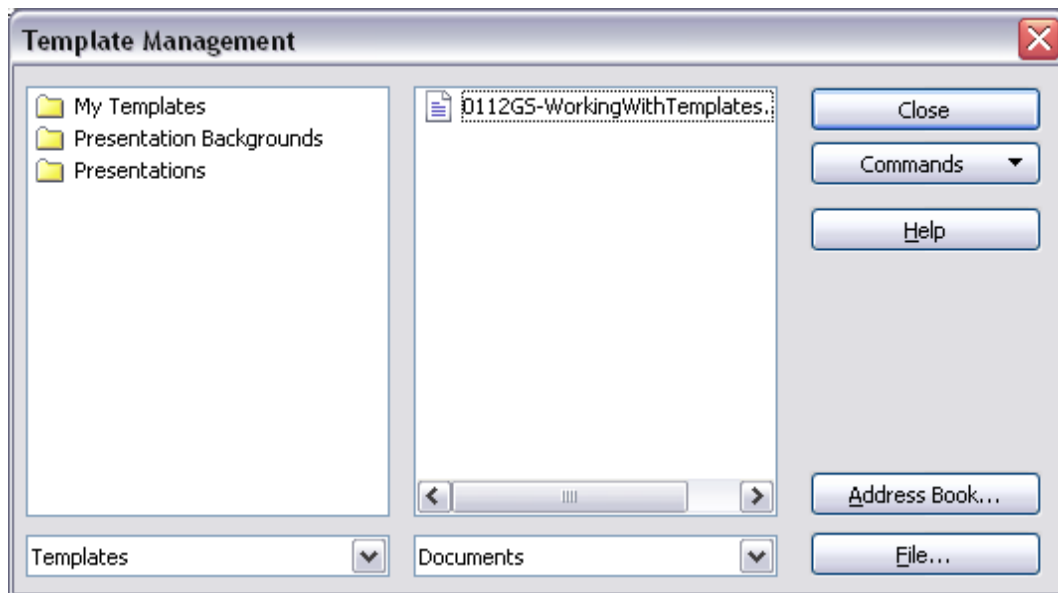 Template Management
My Templates
Presentation Backgrounds
Presentations
0112GS-WorkingWithTemplates.
Close
Commands
Help
Address Book...
Templates
Documents
File...